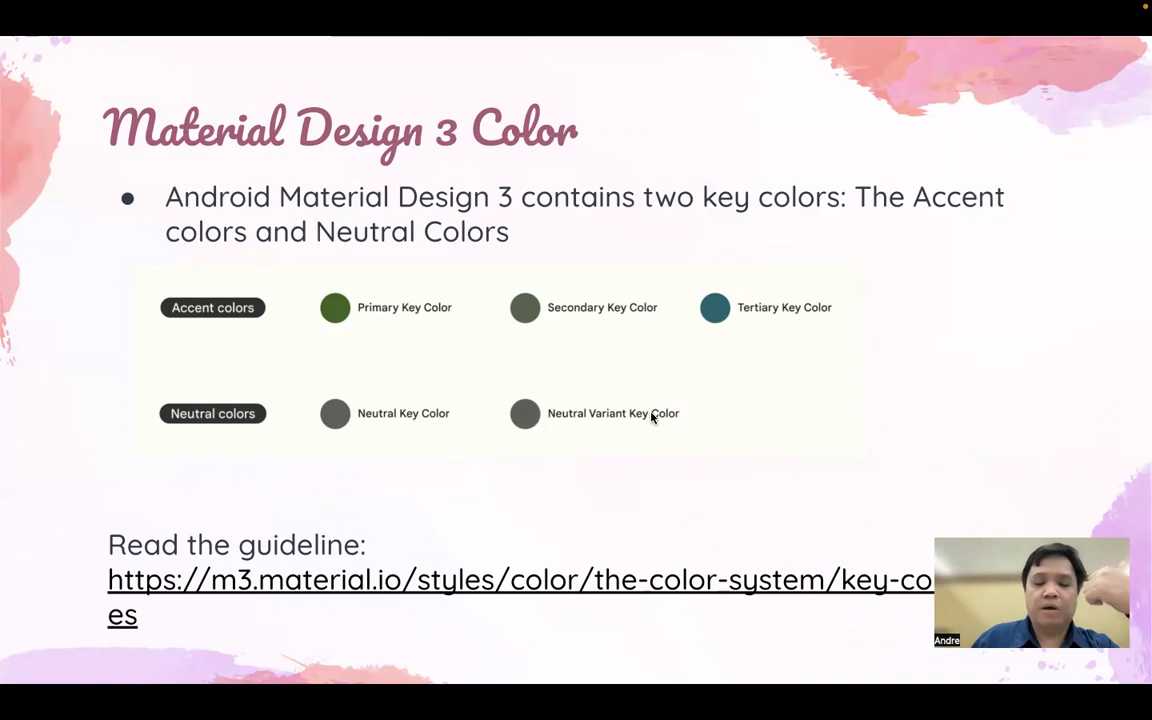 Material Design 3 Color
● Android Material Design 3 contains two key colors: The Accent
colors and Neutral Colors
Accent colors Primary Key Color Secondary Key Color Tertiary Key Color
Neutral colors Neutral Key Color Neutral Variant Key Color
Read the guideline:
https://m3.material.io/styles/color/the-color-system/key-co
es
Andre